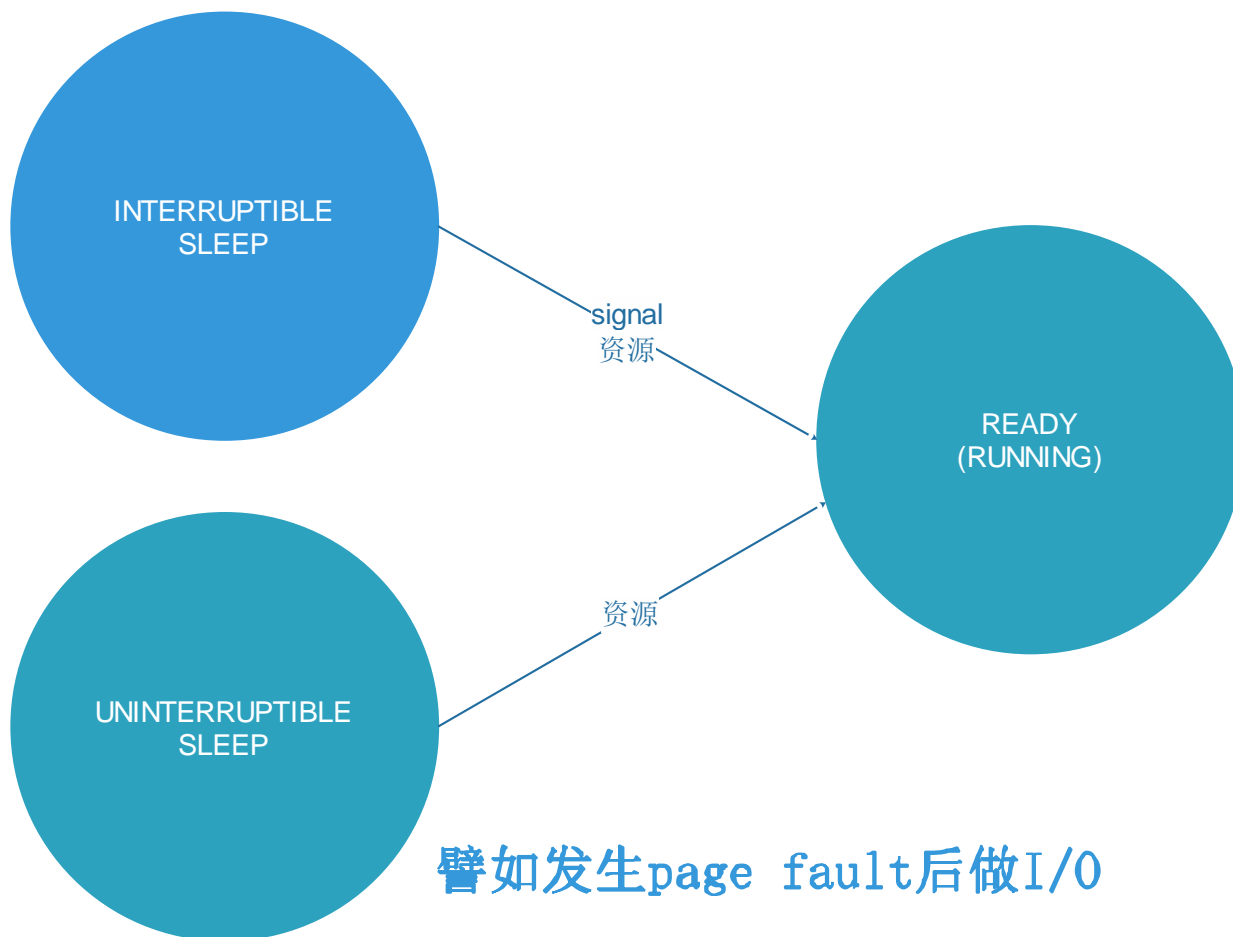 INTERRUPTIBLE
SLEEP
signal
资源
READY
(RUNNING)
资源
UNINTERRUPTIBLE
SLEEP
譬如发生page fault后做I/O